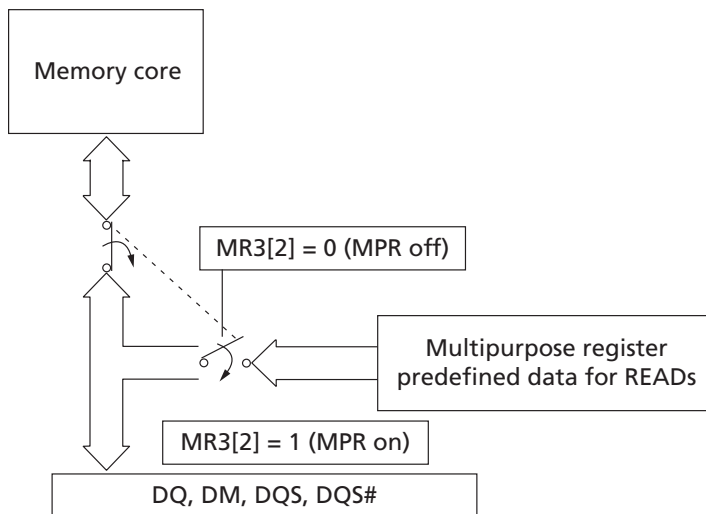 Memory core
MR3[2] = 0 (MPR off)
Multipurpose register
predefined data for READs
MR3[2] = 1 (MPR on)
DQ, DM, DQS, DQS#